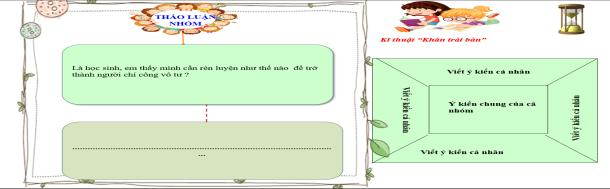 THẢO LUẬN
NHÓM
Là học sinh, em thấy mình cần rèn luyện như thế nào để trở
thành người chí công vô tư ?
................................................................................
...
Kĩ thuật “Khăn trải bàn”
Viết ý kiến cá nhân
Viết ý kiến cá nhân
Ý kiến chung của cả
nhóm
Viết ý kiến cá nhân
Viết ý kiến cá nhân